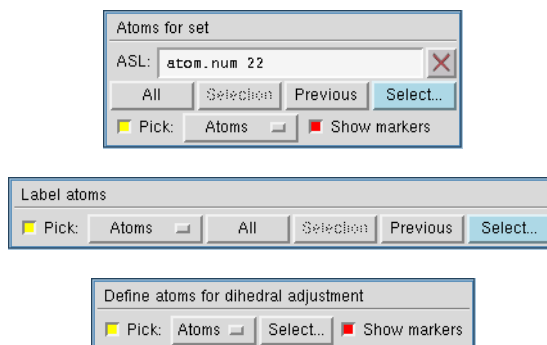 Atoms for set
ASL: atom.num 22
All Selection Previous Select...
Pick: Atoms Show markers
Label atoms
Pick: Atoms All Selection Previous Select...
Define atoms for dihedral adjustment
Pick: Atoms Select... Show markers